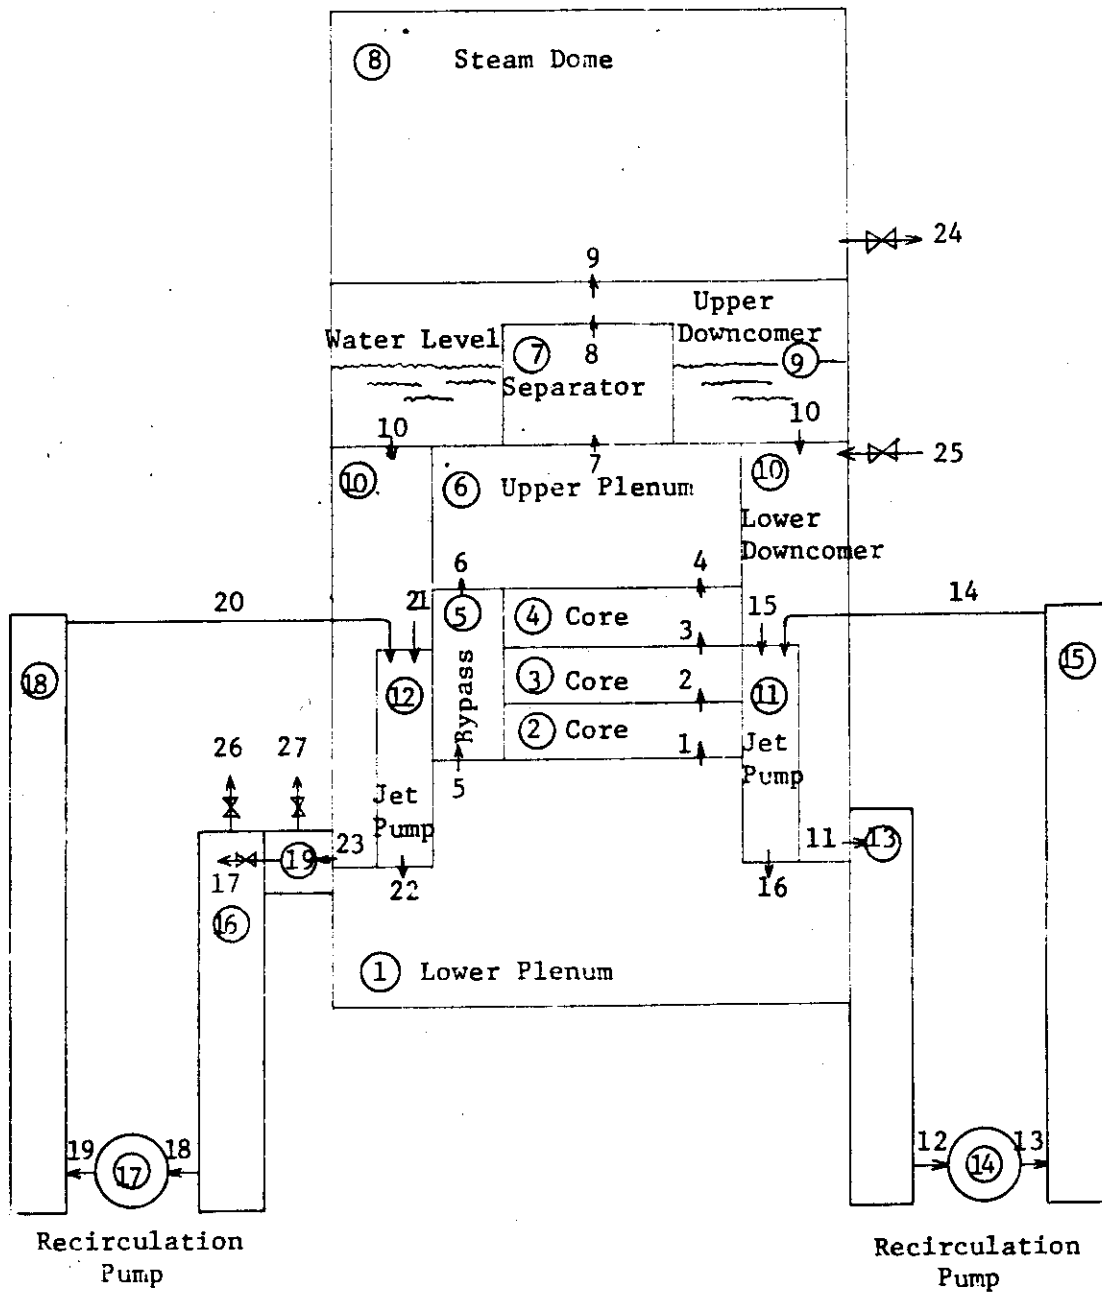 8 Steam Dome
24
9
Upper
Downcomer
Water Level
7 8 9
Separator
10 10
7 25
10 6 Upper Plenum 10
Lower
Downcomer
6 4
20 21 14
5 4 Core 15
3
18 12 Bypass 3 Core 2 11 15
2 Core 1 Jet
Pump
26 27 5
Jet
Pump
19 23 11 13
17 22 16
16
1 Lower Plenum
19 17 18 12 14 13
Recirculation
Pump
Recirculation
Pump